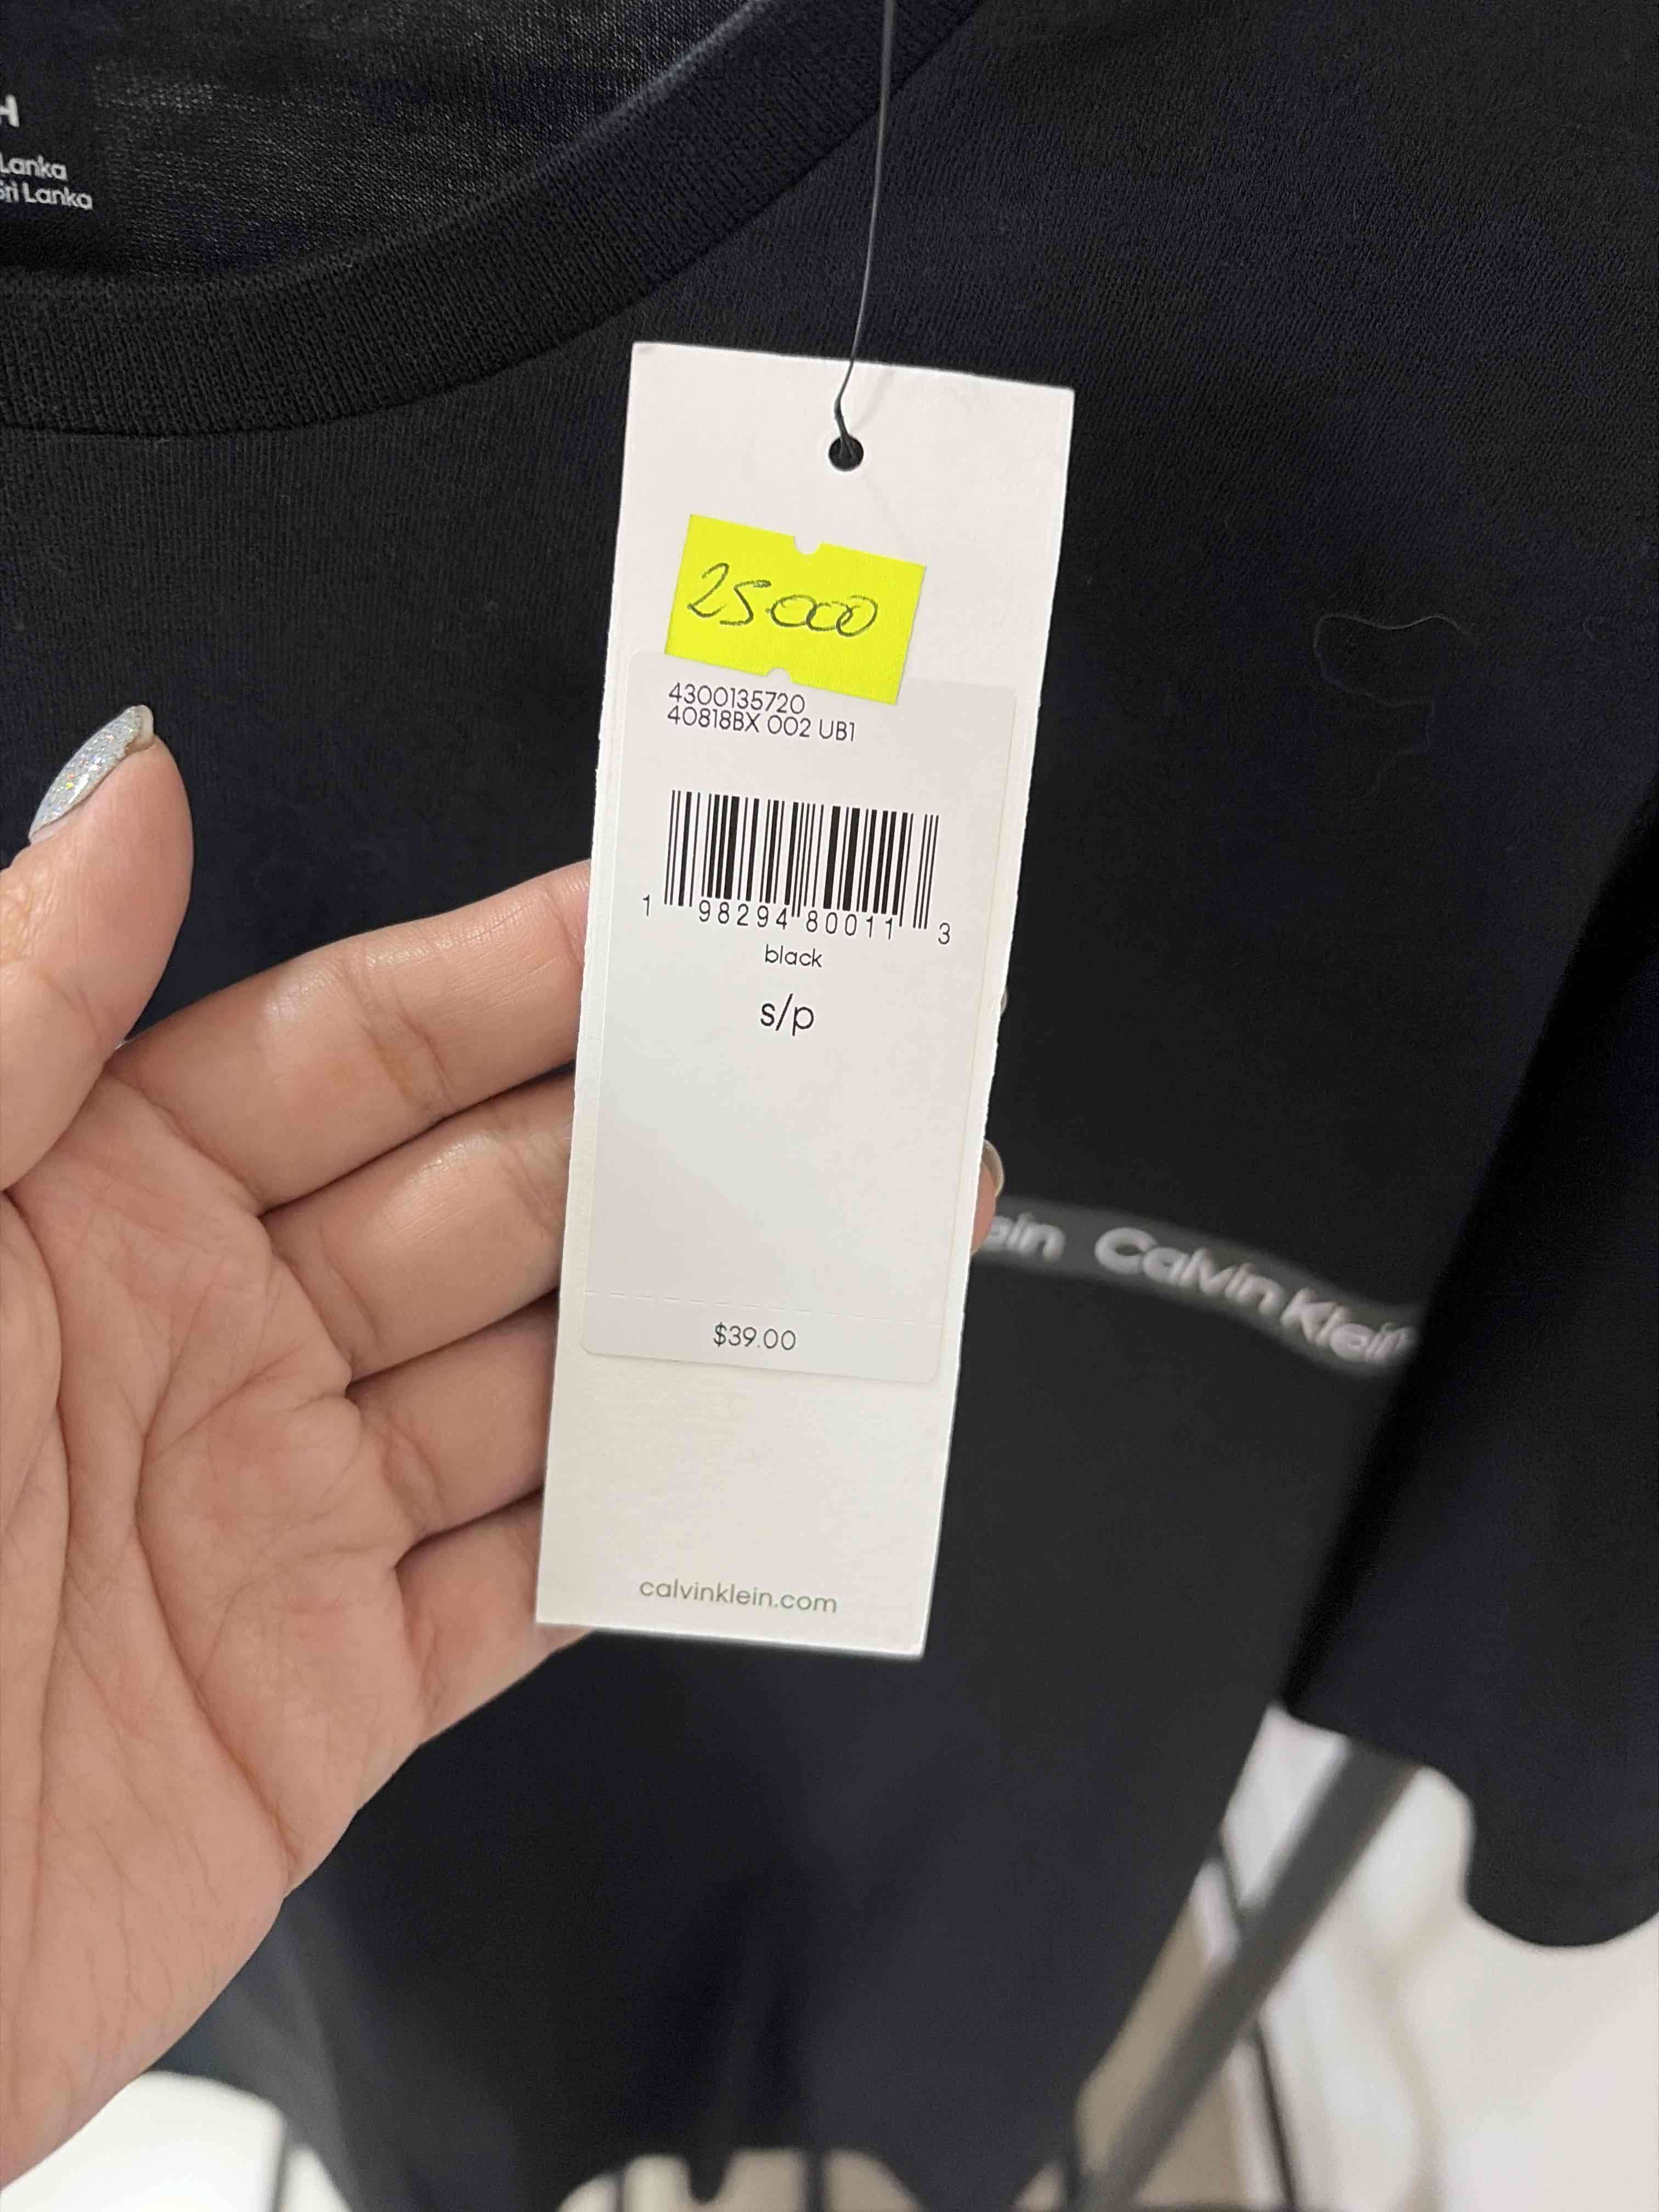 H
Lanka
Sri Lanka
25000
4300135720
40818BX 002 UB1
1 98294 80011 3
black
s/p
$39.00
calvinklein.com
ein Calvin Klein